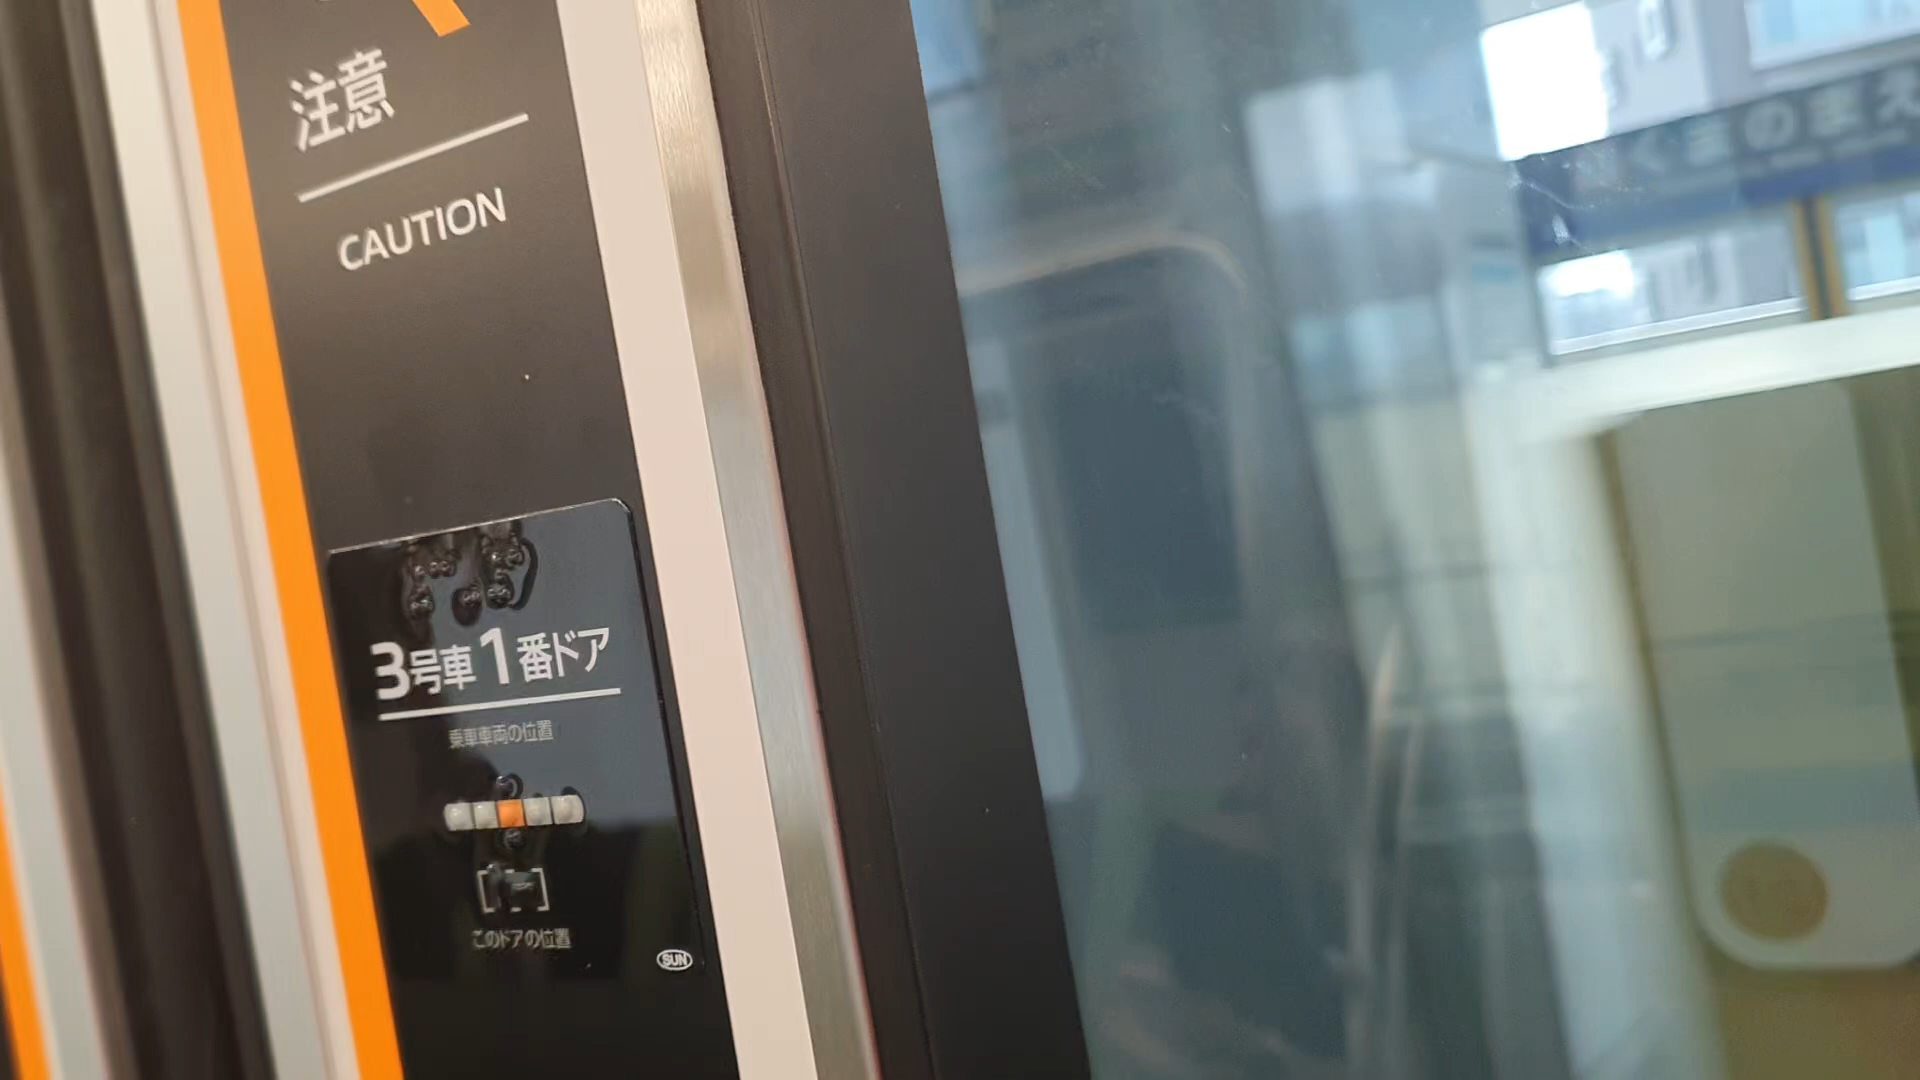 注意
CAUTION
3号車1番ドア
乗車車両の位置
このドアの位置
SUN
くまのまえ